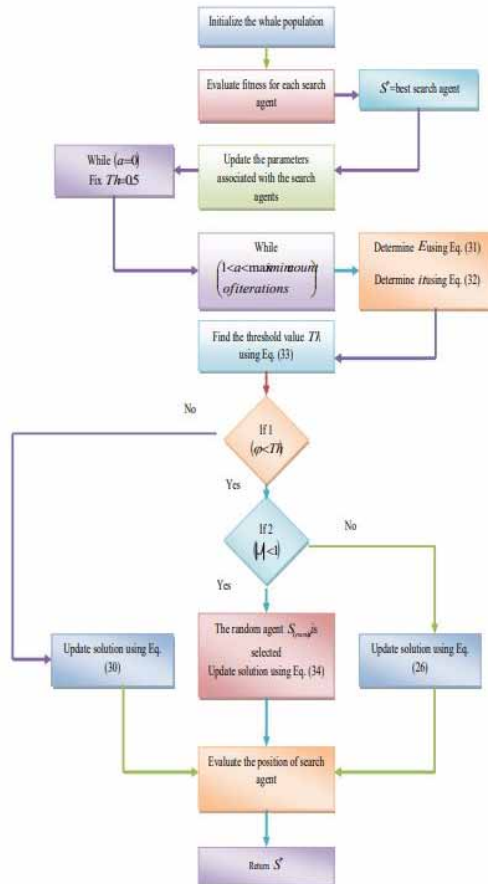 Initialize the whale population
Evaluate fitness for each search
agent
S*=best search agent
Update the parameters
associated with the search
agents
While (a=0)
Fix Th=0.5
While
(1<a<maximum count
of iterations)
Determine E using Eq. (31)
Determine it using Eq. (32)
Find the threshold value Th
using Eq. (33)
No
If 1
(φ<Th)
Yes
If 2
(|J|<1)
No
Yes
Update solution using Eq.
(30)
The random agent is
selected
Update solution using Eq. (34)
Update solution using Eq.
(26)
Evaluate the position of search
agent
Return S*